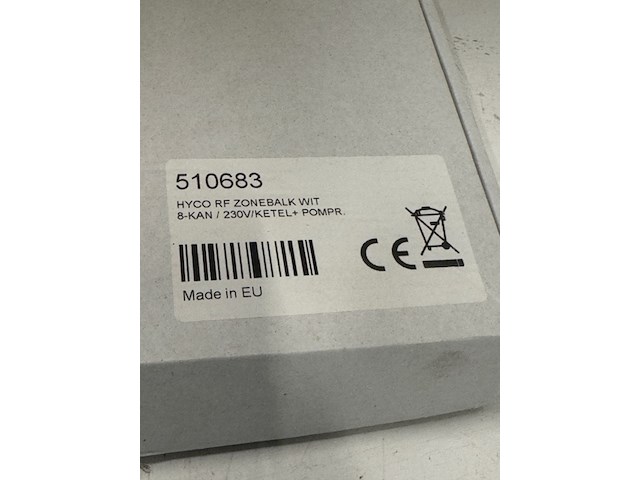 510683
HYCO RF ZONEBALK WIT
8-KAN / 230V/KETEL+ POMPR.
CE
Made in EU